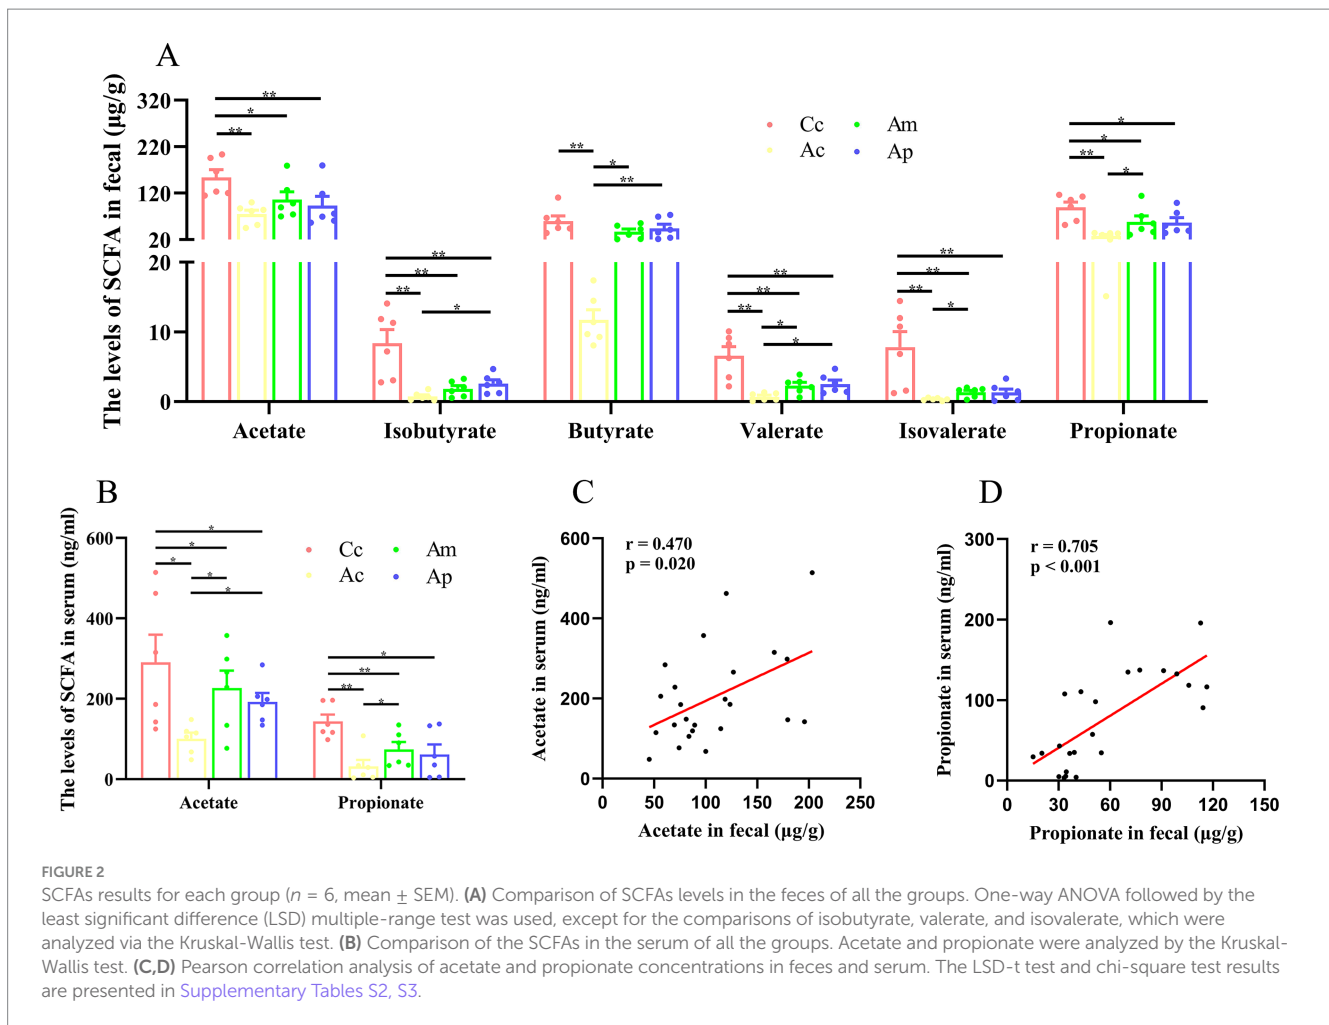 A
The levels of SCFA in fecal (µg/g)
320
220
120
20
20
10
0
** * **
** ** ** *
** * **
** ** ** * *
** ** ** *
** * * *
Cc Am
Ac Ap
Acetate Isobutyrate Butyrate Valerate Isovalerate Propionate
B
The levels of SCFA in serum (ng/ml)
600
400
200
0
* * * * *
** ** * *
Cc Am
Ac Ap
Acetate Propionate
C
Acetate in serum (ng/ml)
600
400
200
0
r = 0.470
p = 0.020
0 50 100 150 200 250
Acetate in fecal (µg/g)
D
Propionate in serum (ng/ml)
300
200
100
0
r = 0.705
p < 0.001
0 30 60 90 120 150
Propionate in fecal (µg/g)
FIGURE 2
SCFAs results for each group (n = 6, mean ± SEM). (A) Comparison of SCFAs levels in the feces of all the groups. One-way ANOVA followed by the
least significant difference (LSD) multiple-range test was used, except for the comparisons of isobutyrate, valerate, and isovalerate, which were
analyzed via the Kruskal-Wallis test. (B) Comparison of the SCFAs in the serum of all the groups. Acetate and propionate were analyzed by the Kruskal-
Wallis test. (C,D) Pearson correlation analysis of acetate and propionate concentrations in feces and serum. The LSD-t test and chi-square test results
are presented in Supplementary Tables S2, S3.